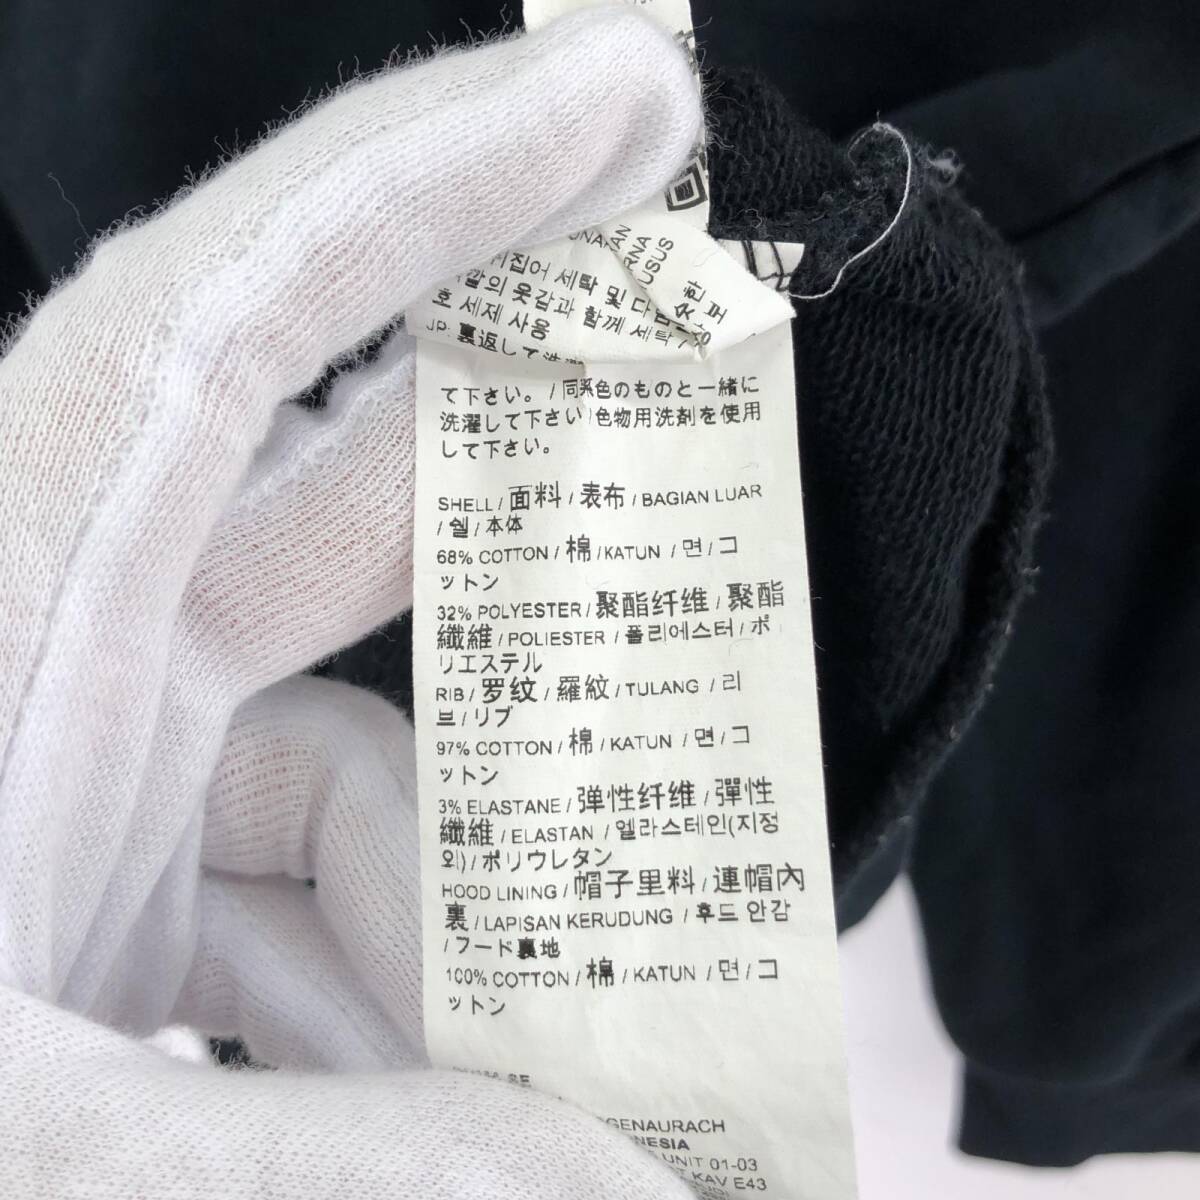 RNA
USUS
집어 세탁 및 다
깔의 옷감과 함께 세탁
호 세제 사용
JP: 裏返して洗濯
て下さい。/同系色のものと一緒に
洗濯して下さい 色物用洗剤を使用
して下さい。
SHELL / 面料 / 表布 / BAGIAN LUAR
/ 쉘 / 本体
68% COTTON / 棉 / KATUN / 면 / コ
ットン
32% POLYESTER / 聚酯纤维 / 聚酯
纖維 / POLIESTER / 폴리에스터 / ポ
リエステル
RIB / 罗纹 / 羅紋 / TULANG / 리
브 / リブ
97% COTTON / 棉 / KATUN / 면 / コ
ットン
3% ELASTANE / 弹性纤维 / 彈性
纖維 / ELASTAN / 엘라스테인(지정
외) / ポリウレタン
HOOD LINING / 帽子里料 / 連帽內
裏 / LAPISAN KERUDUNG / 후드 안감
/ フード裏地
100% COTTON / 棉 / KATUN / 면 / コ
ットン
SE
GENAURACH
NESIA
UNIT 01-03
KAV E43